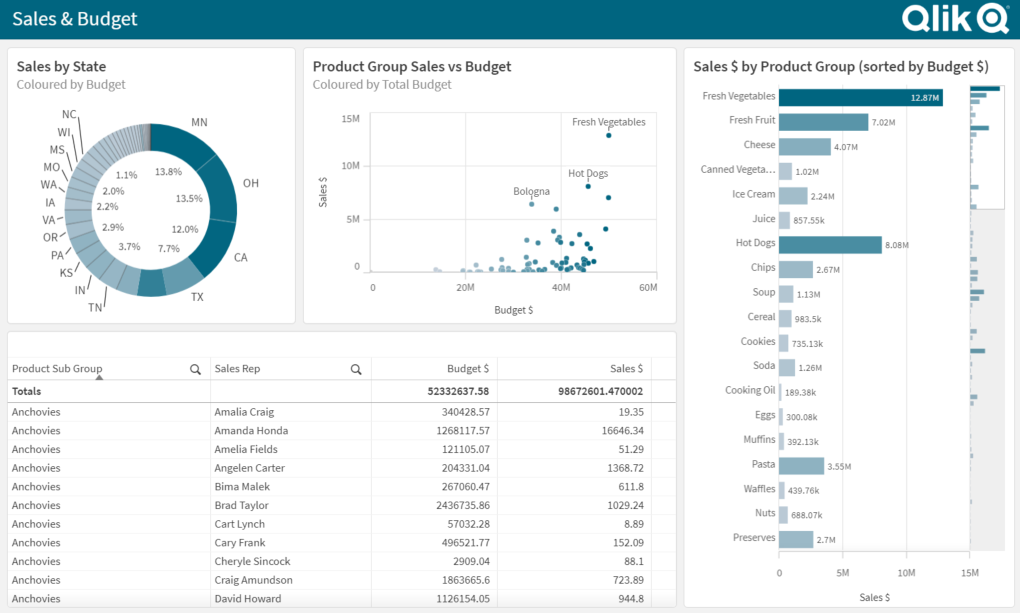 Sales & Budget
Qlik
Sales by State
Coloured by Budget
NC
WI
MS
MO
WA
IA
VA
OR
PA
KS
IN
TN
MN
OH
CA
TX
1.1%
13.8%
2.0%
13.5%
2.2%
2.9%
12.0%
3.7%
7.7%
Product Group Sales vs Budget
Coloured by Total Budget
Sales $
15M
10M
5M
0
Fresh Vegetables
Hot Dogs
Bologna
0 20M 40M 60M
Budget $
Sales $ by Product Group (sorted by Budget $)
Fresh Vegetables 12.87M
Fresh Fruit 7.02M
Cheese 4.07M
Canned Vegeta... 1.02M
Ice Cream 2.24M
Juice 857.55k
Hot Dogs 8.08M
Chips 2.67M
Soup 1.13M
Cereal 983.5k
Cookies 735.13k
Soda 1.26M
Cooking Oil 189.38k
Eggs 300.08k
Muffins 392.13k
Pasta 3.55M
Waffles 439.76k
Nuts 688.07k
Preserves 2.7M
0 5M 10M 15M
Sales $
Product Sub Group Sales Rep Budget $ Sales $
Totals 52332637.58 98672601.470002
Anchovies Amalia Craig 340428.57 19.35
Anchovies Amanda Honda 1268117.57 16646.34
Anchovies Amelia Fields 121105.07 51.29
Anchovies Angelen Carter 204331.04 1368.72
Anchovies Bima Malek 267060.47 611.8
Anchovies Brad Taylor 2436735.86 1029.24
Anchovies Cart Lynch 57032.28 8.89
Anchovies Cary Frank 496521.77 152.09
Anchovies Cheryle Sincock 2909.04 88.1
Anchovies Craig Amundson 1863665.6 723.89
Anchovies David Howard 1126154.05 944.8